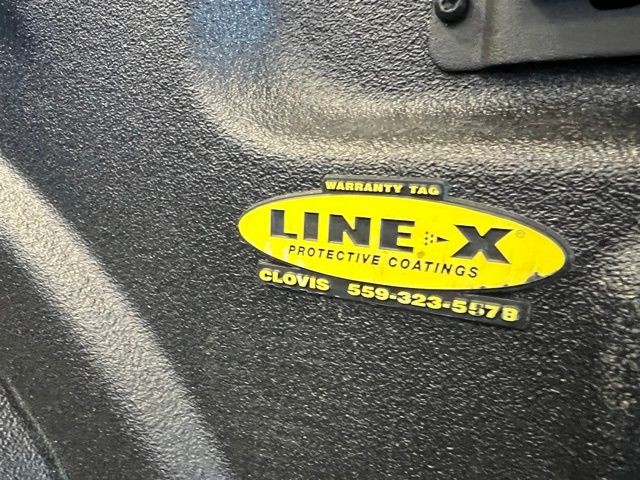 WARRANTY TAG
LINE-X®
PROTECTIVE COATINGS
CLOVIS 559-323-5578